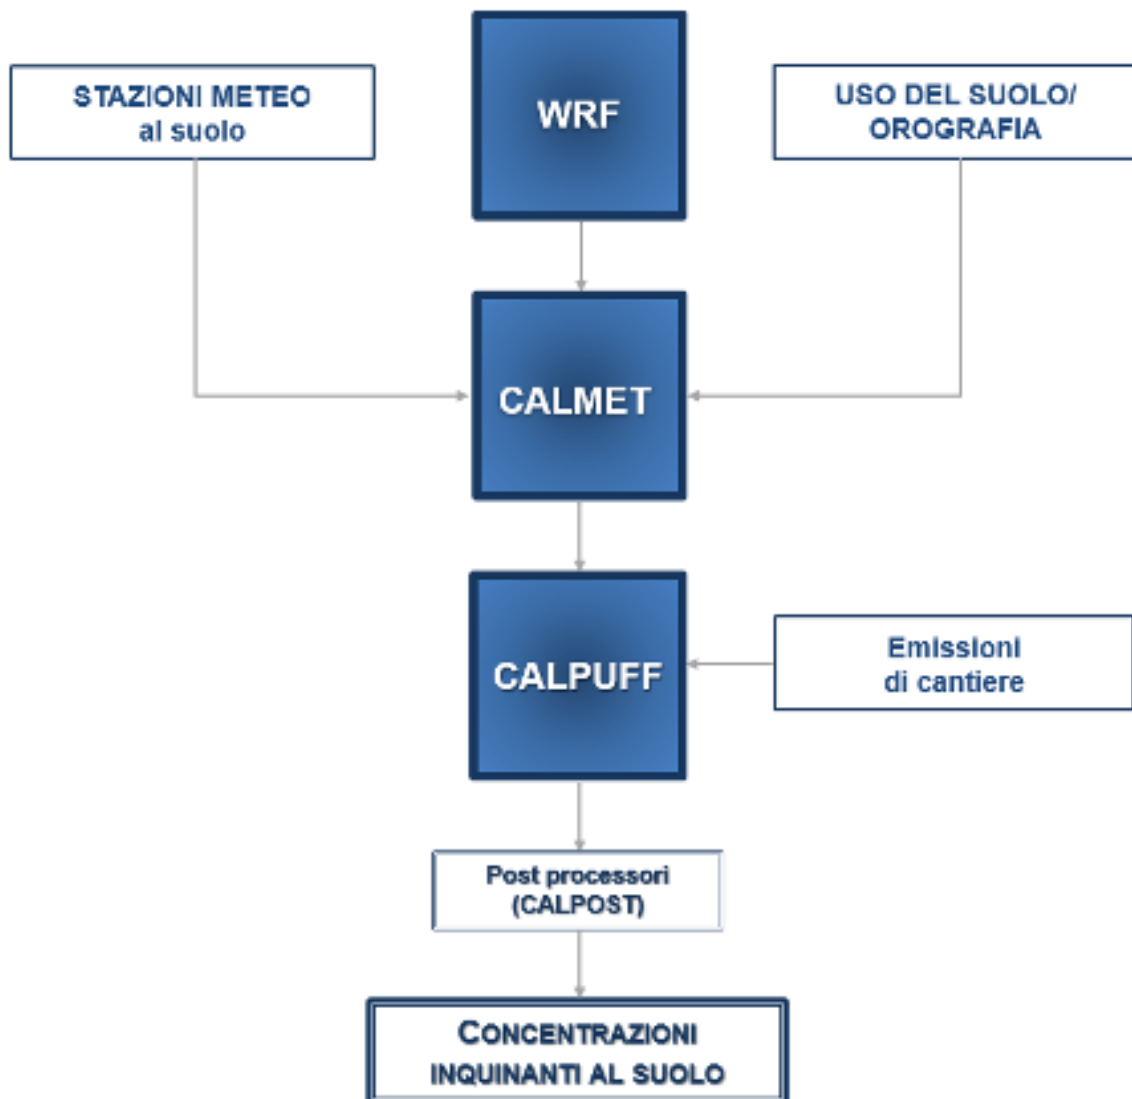 STAZIONI METEO
al suolo
WRF
USO DEL SUOLO/
OROGRAFIA
CALMET
CALPUFF
Emissioni
di cantiere
Post processori
(CALPOST)
CONCENTRAZIONI
INQUINANTI AL SUOLO